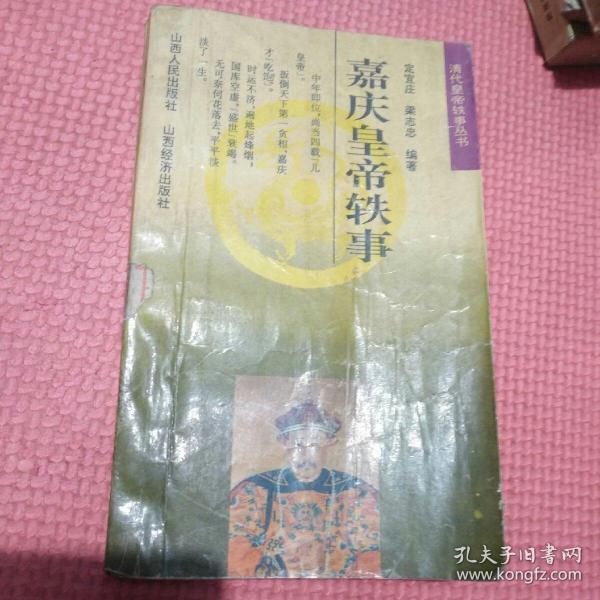 清代皇帝轶事丛书
定宜庄 梁志忠 编著
嘉庆皇帝轶事
中年即位,尚当四载“儿
皇帝”。
扳倒天下第一贪相,嘉庆
才“吃饱”。
时运不济,遍地起烽烟;
国库空虚,“盛世”衰竭。
无可奈何花落去,平平淡
淡了一生。
山西人民出版社 山西经济出版社
孔夫子旧书网
www.kongfz.com